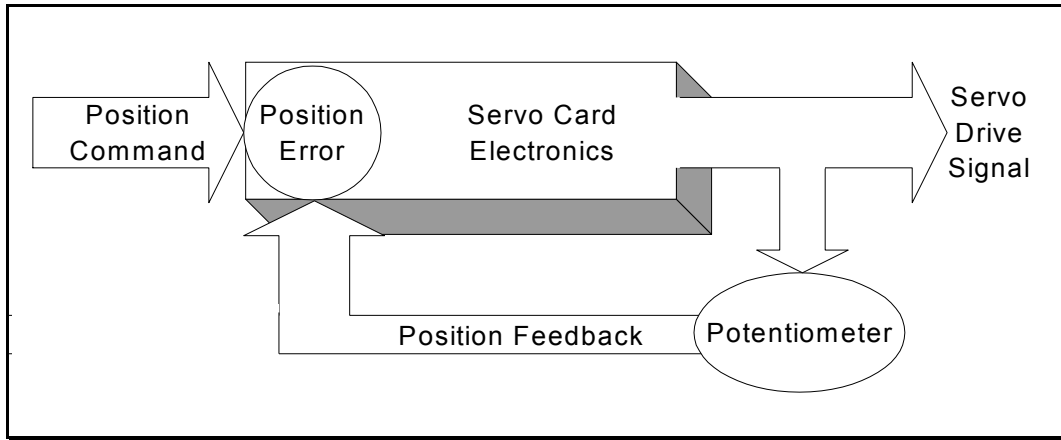 Position
Command
Position
Error
Servo Card
Electronics
Servo
Drive
Signal
Position Feedback
Potentiometer